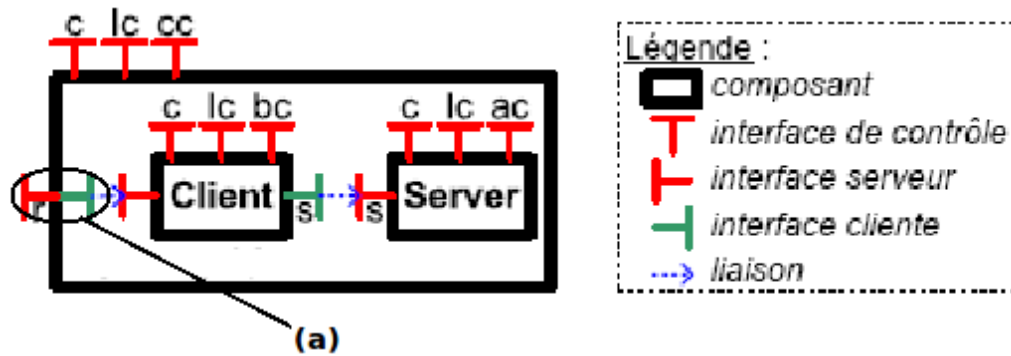 c lc cc
Légende :
composant
c lc bc
c lc ac
interface de contrôle
Client
Server
interface serveur
r
s
s
interface cliente
liaison
(a)